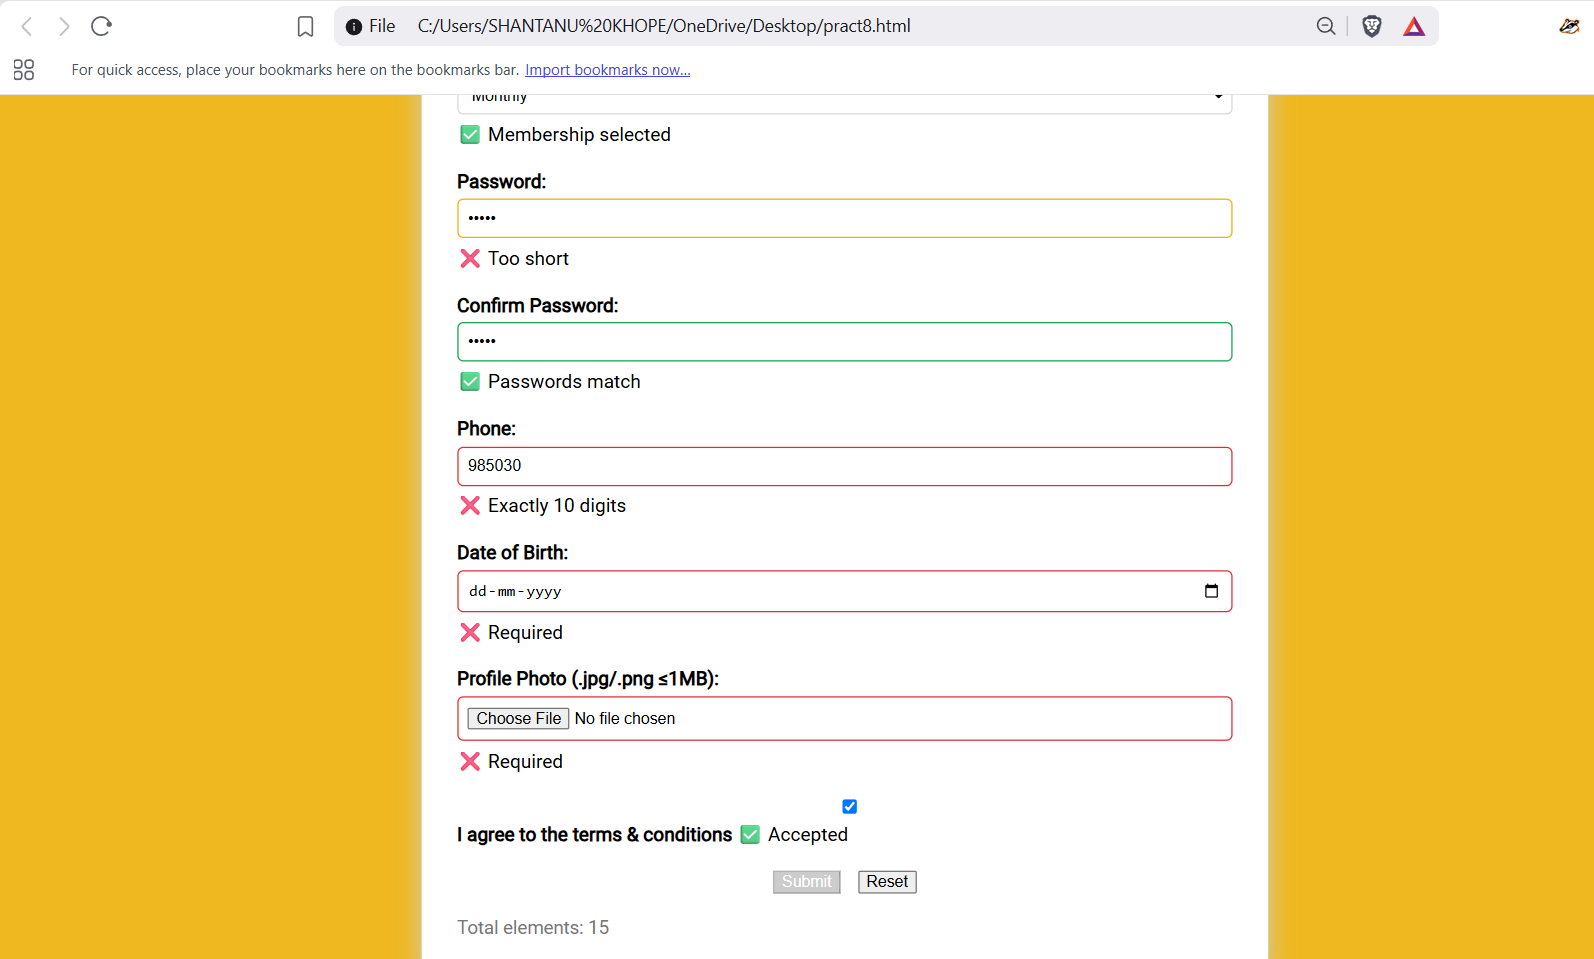 File C:/Users/SHANTANU%20KHOPE/OneDrive/Desktop/pract8.html
For quick access, place your bookmarks here on the bookmarks bar. Import bookmarks now...
Monthly
✅ Membership selected
Password:
•••••
❌ Too short
Confirm Password:
•••••
✅ Passwords match
Phone:
985030
❌ Exactly 10 digits
Date of Birth:
dd-mm-yyyy
❌ Required
Profile Photo (.jpg/.png ≤1MB):
Choose File No file chosen
❌ Required
I agree to the terms & conditions ✅ Accepted
Submit Reset
Total elements: 15